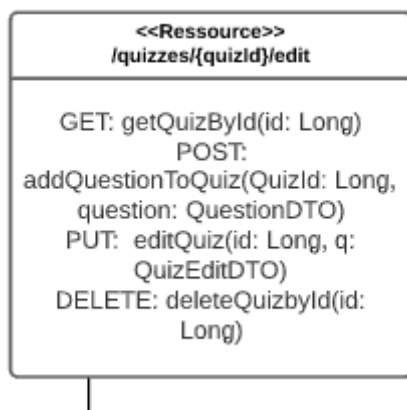 <<Ressource>>
/quizzes/{quizId}/edit
GET: getQuizById(id: Long)
POST:
addQuestionToQuiz(QuizId: Long,
question: QuestionDTO)
PUT:  editQuiz(id: Long, q:
QuizEditDTO)
DELETE: deleteQuizbyId(id:
Long)